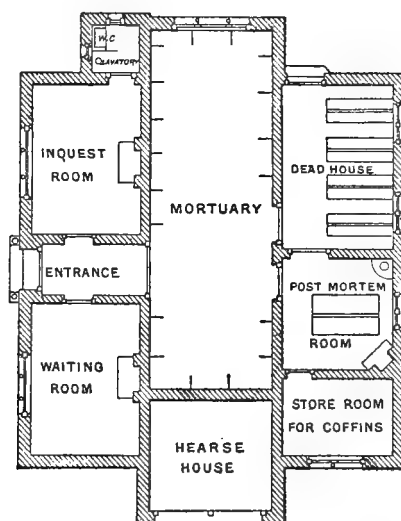 W.C
LAVATORY
INQUEST
ROOM
MORTUARY
DEAD HOUSE
ENTRANCE
POST MORTEM
ROOM
WAITING
ROOM
STORE ROOM
FOR COFFINS
HEARSE
HOUSE